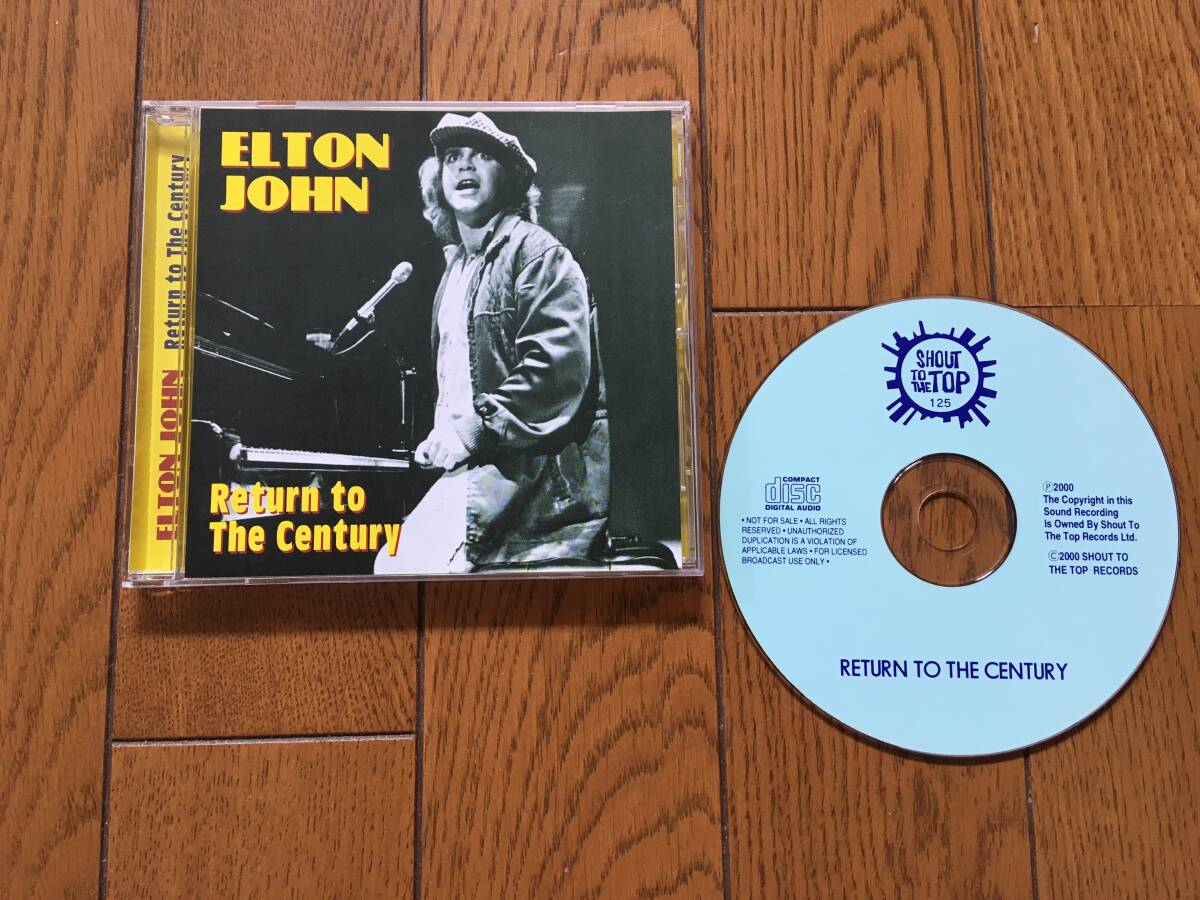 ELTON JOHN Return to The Century
ELTON
JOHN
Return to
The Century
SHOUT
TO
THE TOP
125
COMPACT
disc
DIGITAL AUDIO
• NOT FOR SALE • ALL RIGHTS
RESERVED • UNAUTHORIZED
DUPLICATION IS A VIOLATION OF
APPLICABLE LAWS • FOR LICENSED
BROADCAST USE ONLY •
Ⓟ2000
The Copyright in this
Sound Recording
is Owned By Shout To
The Top Records Ltd.
Ⓒ2000 SHOUT TO
THE TOP RECORDS
RETURN TO THE CENTURY